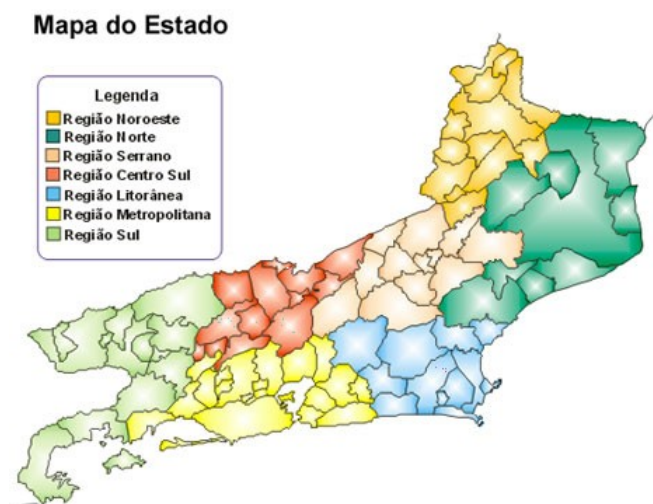 Mapa do Estado
Legenda
Região Noroeste
Região Norte
Região Serrano
Região Centro Sul
Região Litorânea
Região Metropolitana
Região Sul